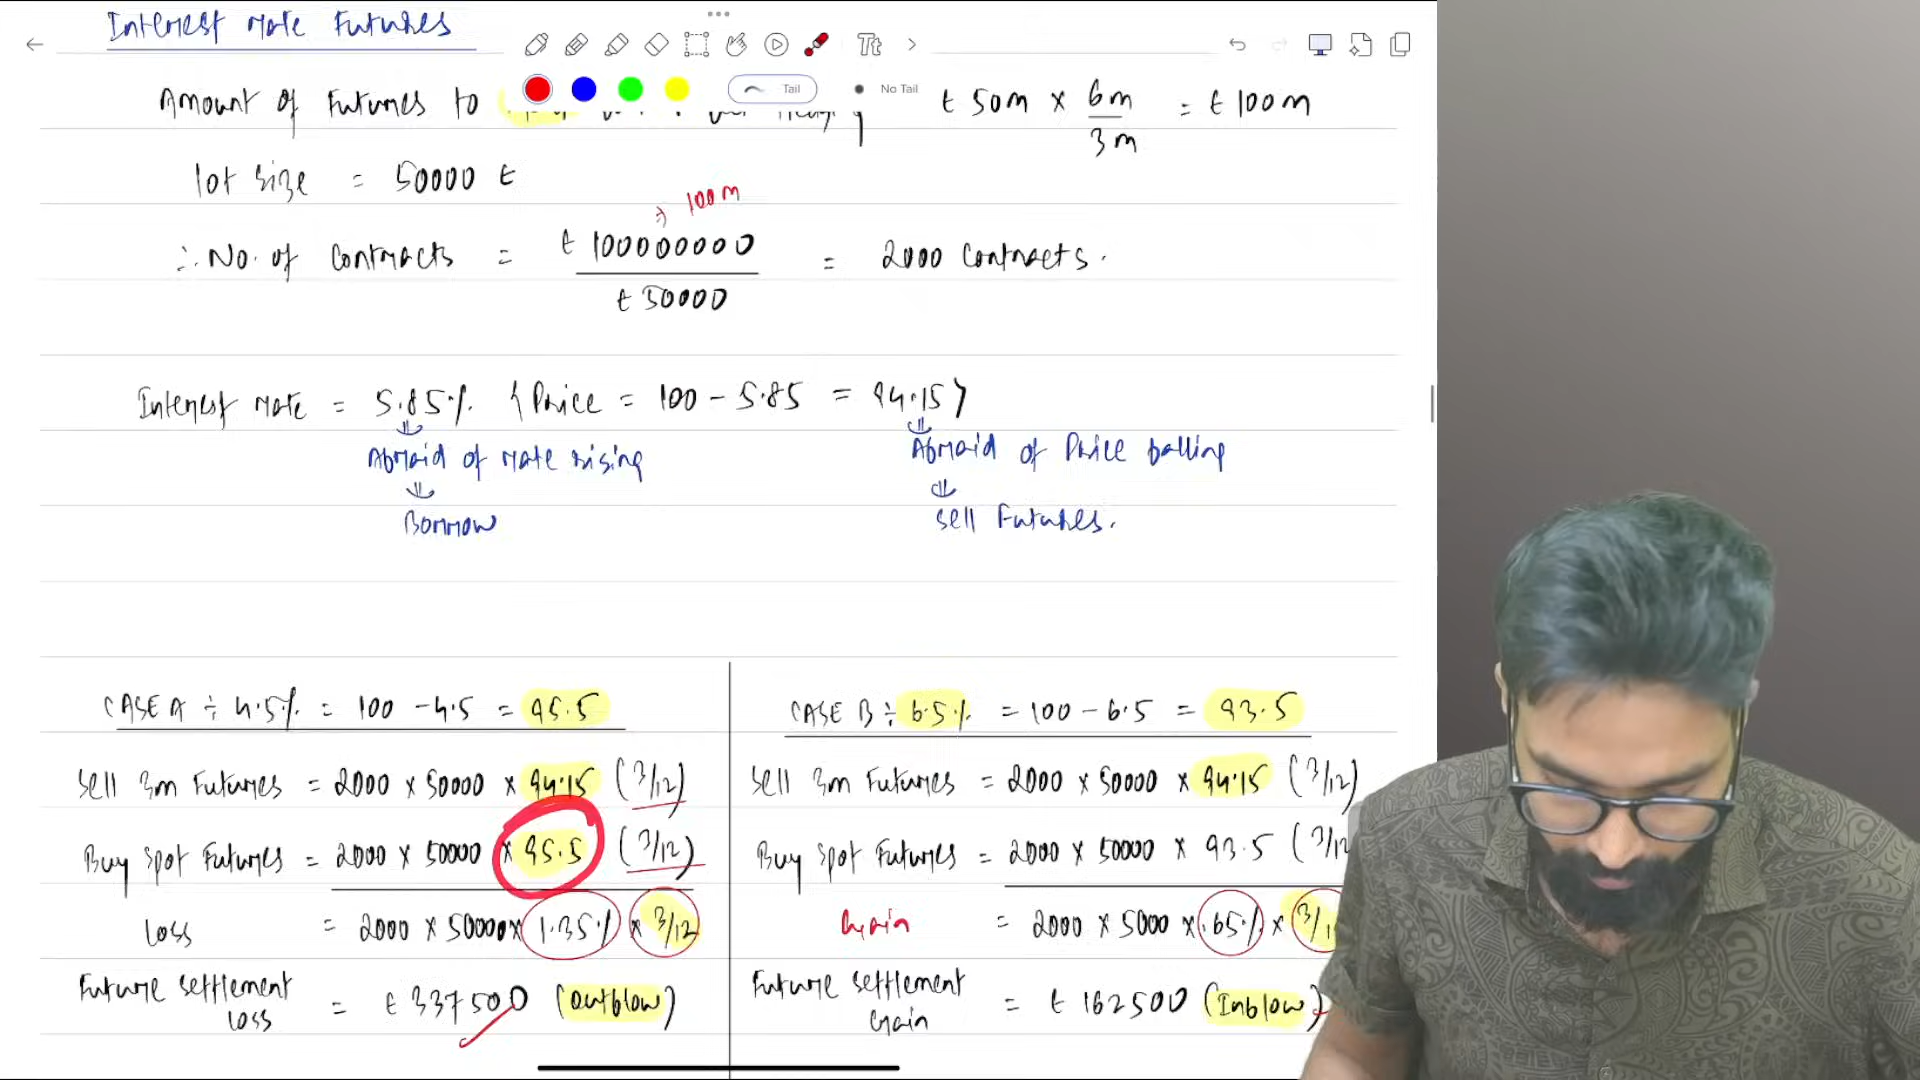 Interest rate Futures
Tt
Tail
No Tail
Amount of Futures to
€ 50m × 6m/3m = € 100m
lot size = 50000 €
⇒ 100m
∴ No. of Contracts = € 100000000 / € 50000 = 2000 Contracts.
Interest rate = 5.85% { Price = 100 - 5.85 = 94.15 }
Afraid of rate rising
Afraid of Price falling
Borrow
Sell Futures.
CASE A ÷ 4.5% = 100 - 4.5 = 95.5
Sell 3m Futures = 2000 × 50000 × 94.15 (3/12)
Buy Spot Futures = 2000 × 50000 × 95.5 (3/12)
Loss = 2000 × 50000 × 1.35% × 3/12
Future Settlement Loss = € 337500 (outflow)
CASE B ÷ 6.5% = 100 - 6.5 = 93.5
Sell 3m Futures = 2000 × 50000 × 94.15 (3/12)
Buy Spot Futures = 2000 × 50000 × 93.5 (3/12
Gain = 2000 × 5000 × .65% × 3/1
Future Settlement Gain = € 162500 (Inflow)